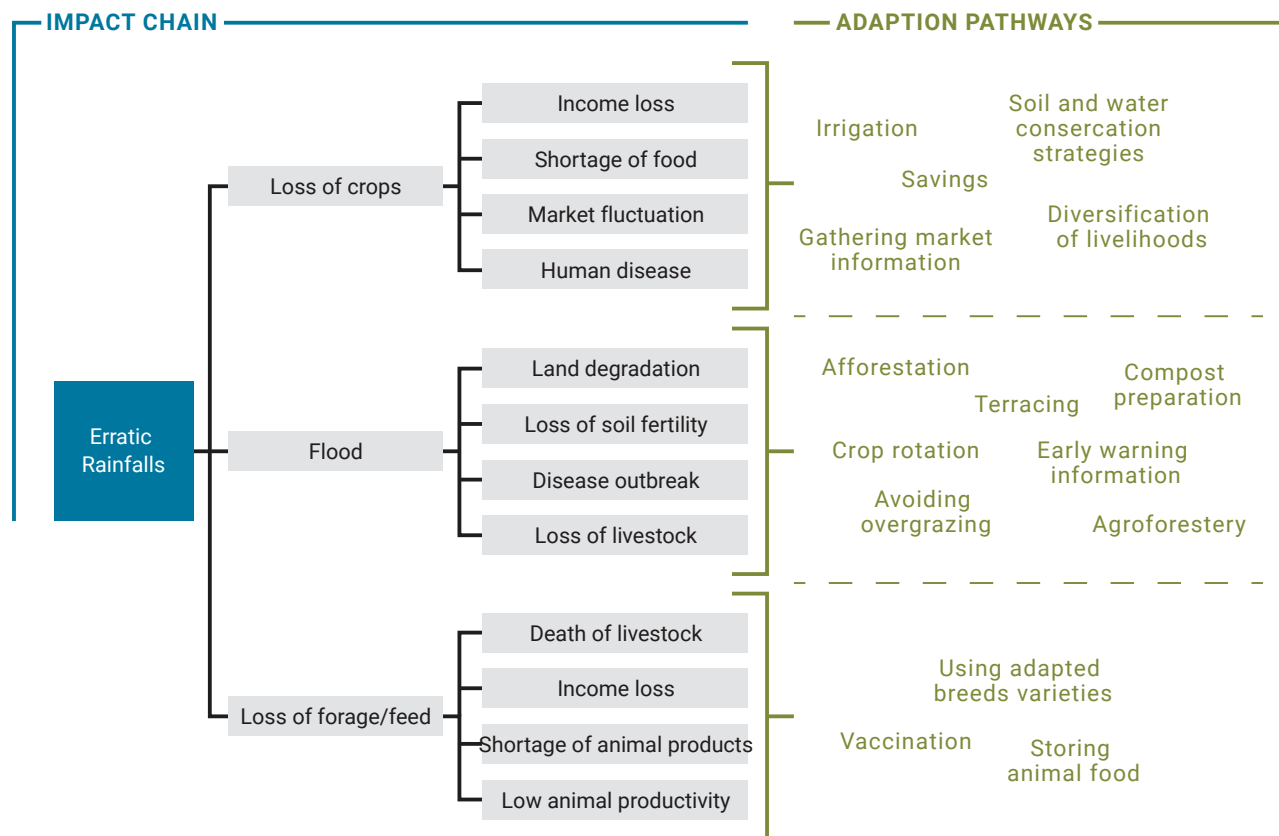 IMPACT CHAIN
ADAPTION PATHWAYS
Erratic
Rainfalls
Loss of crops
Income loss
Shortage of food
Market fluctuation
Human disease
Irrigation
Soil and water
consercation
strategies
Savings
Gathering market
information
Diversification
of livelihoods
Flood
Land degradation
Loss of soil fertility
Disease outbreak
Loss of livestock
Afforestation
Terracing
Compost
preparation
Crop rotation
Early warning
information
Avoiding
overgrazing
Agroforestery
Loss of forage/feed
Death of livestock
Income loss
Shortage of animal products
Low animal productivity
Using adapted
breeds varieties
Vaccination
Storing
animal food